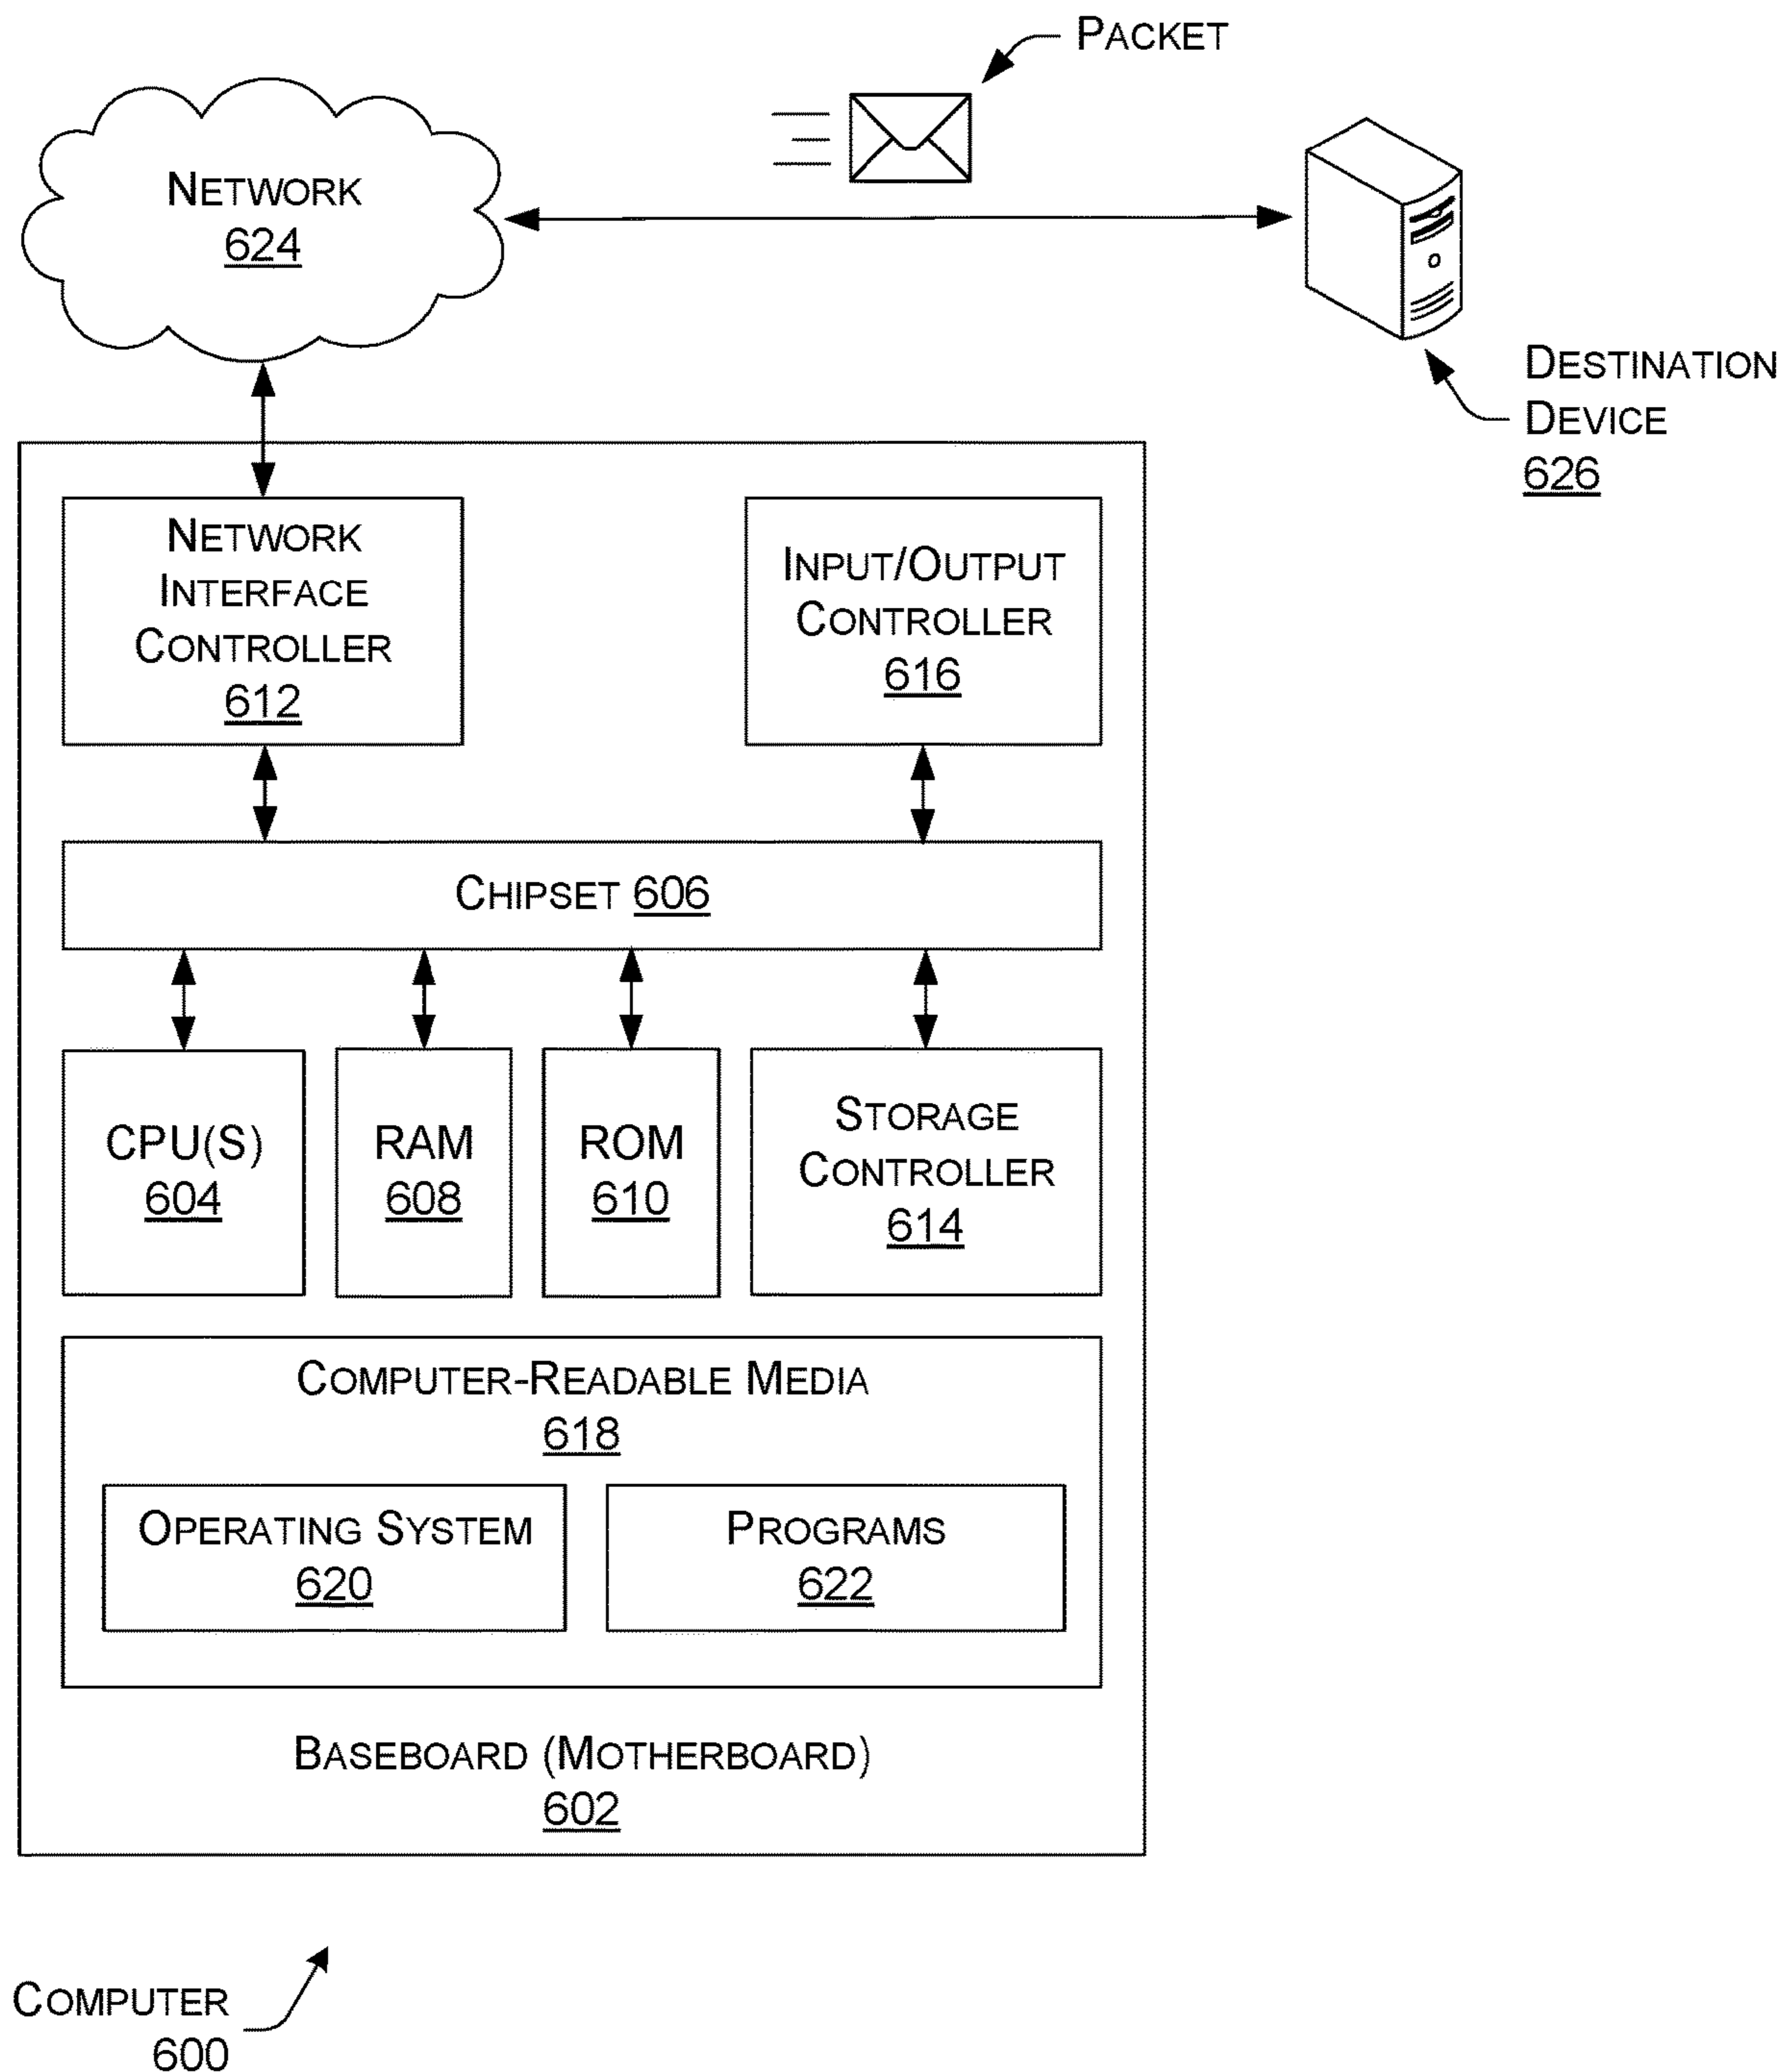 PACKET
NETWORK
624
DESTINATION
DEVICE
626
NETWORK
INTERFACE
CONTROLLER
612
INPUT/OUTPUT
CONTROLLER
616
CHIPSET 606
CPU(S)
604
RAM
608
ROM
610
STORAGE
CONTROLLER
614
COMPUTER-READABLE MEDIA
618
OPERATING SYSTEM
620
PROGRAMS
622
BASEBOARD (MOTHERBOARD)
602
COMPUTER
600